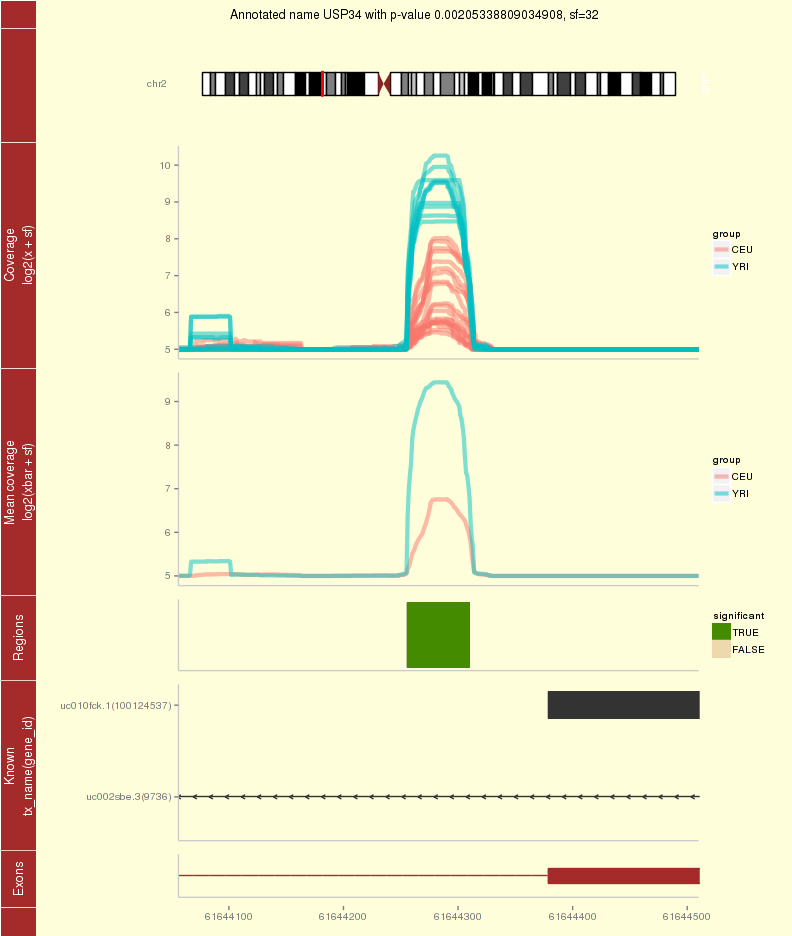 Annotated name USP34 with p-value 0.00205338809034908, sf=32
chr2
Coverage
log2(x + sf)
10
9
8
7
6
5
group
CEU
YRI
Mean coverage
log2(xbar + sf)
9
8
7
6
5
group
CEU
YRI
Regions
significant
TRUE
FALSE
Known
tx_name(gene_id)
uc010fck.1(100124537)
uc002sbe.3(9736)
Exons
61644100
61644200
61644300
61644400
61644500